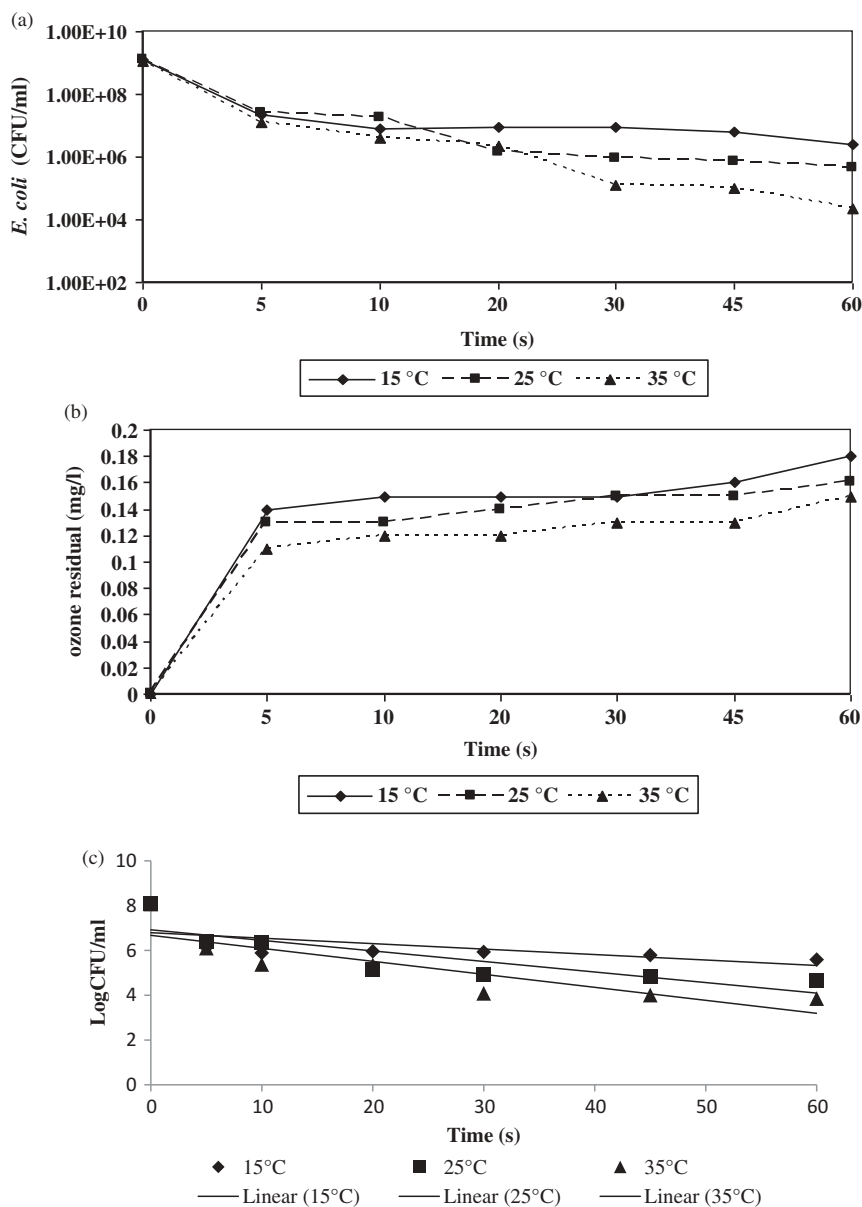 (a)
1.00E+10
1.00E+08
1.00E+06
1.00E+04
1.00E+02
E. coli (CFU/ml)
0 5 10 20 30 45 60
Time (s)
15 °C 25 °C 35 °C
(b)
0.2
0.18
0.16
0.14
0.12
0.1
0.08
0.06
0.04
0.02
0
ozone residual (mg/l)
0 5 10 20 30 45 60
Time (s)
15 °C 25 °C 35 °C
(c)
10
8
6
4
2
0
LogCFU/ml
0 10 20 30 40 50 60
Time (s)
15°C 25°C 35°C
Linear (15°C) Linear (25°C) Linear (35°C)